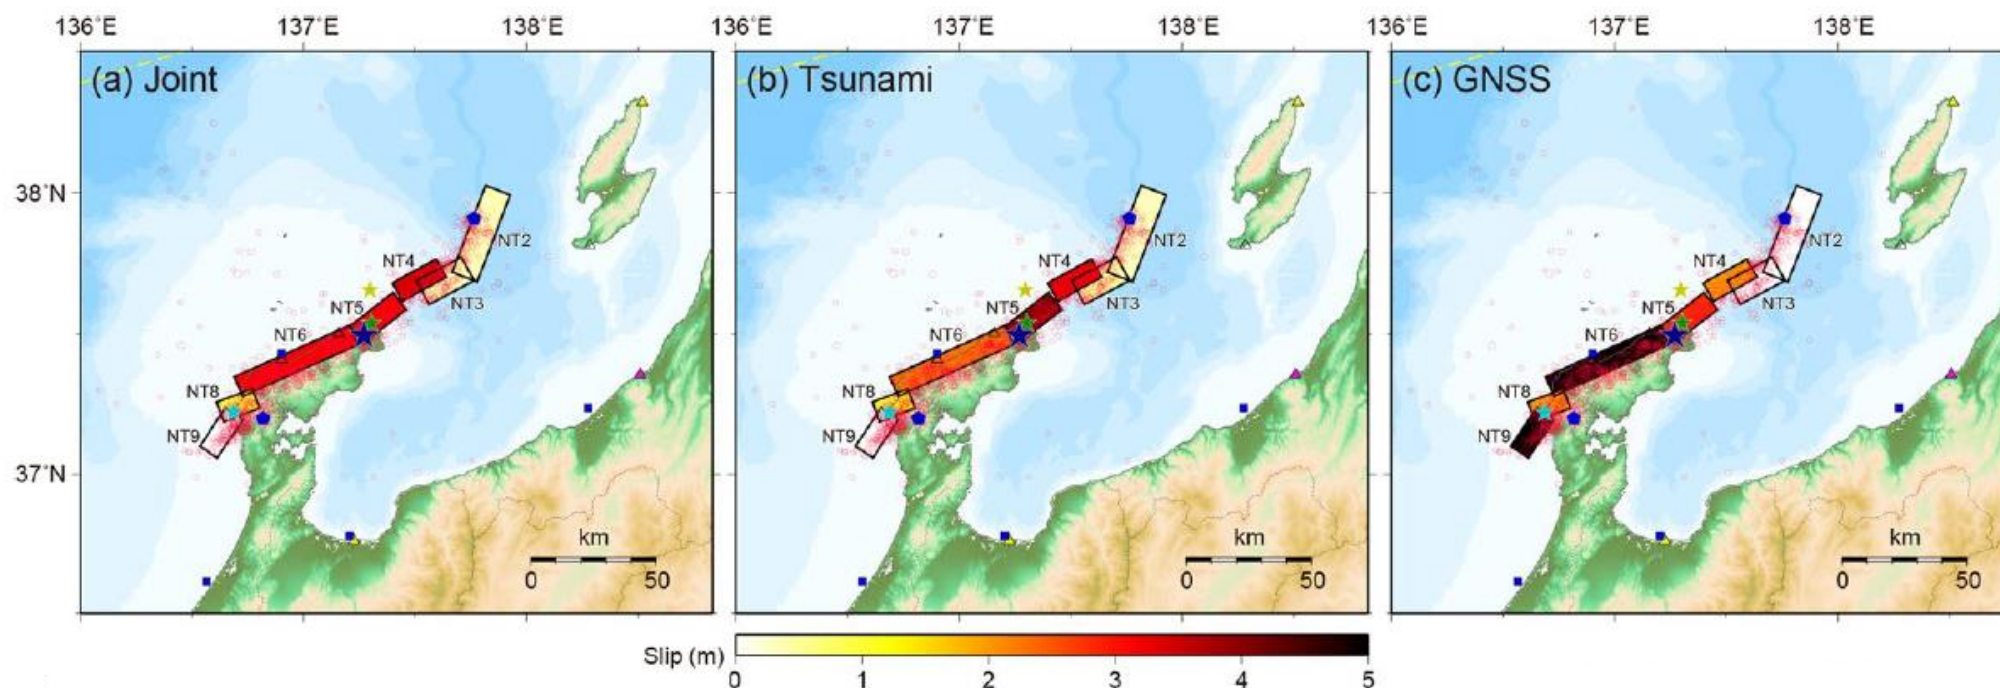 136°E 137°E 138°E 136°E 137°E 138°E 136°E 137°E 138°E
(a) Joint (b) Tsunami (c) GNSS
38°N
NT2 NT2 NT2
NT4 NT4 NT4
NT3 NT3 NT3
NT5 NT5 NT5
NT6 NT6 NT6
NT8 NT8 NT8
NT9 NT9 NT9
37°N
km km km
0 50 0 50 0 50
Slip (m)
0 1 2 3 4 5